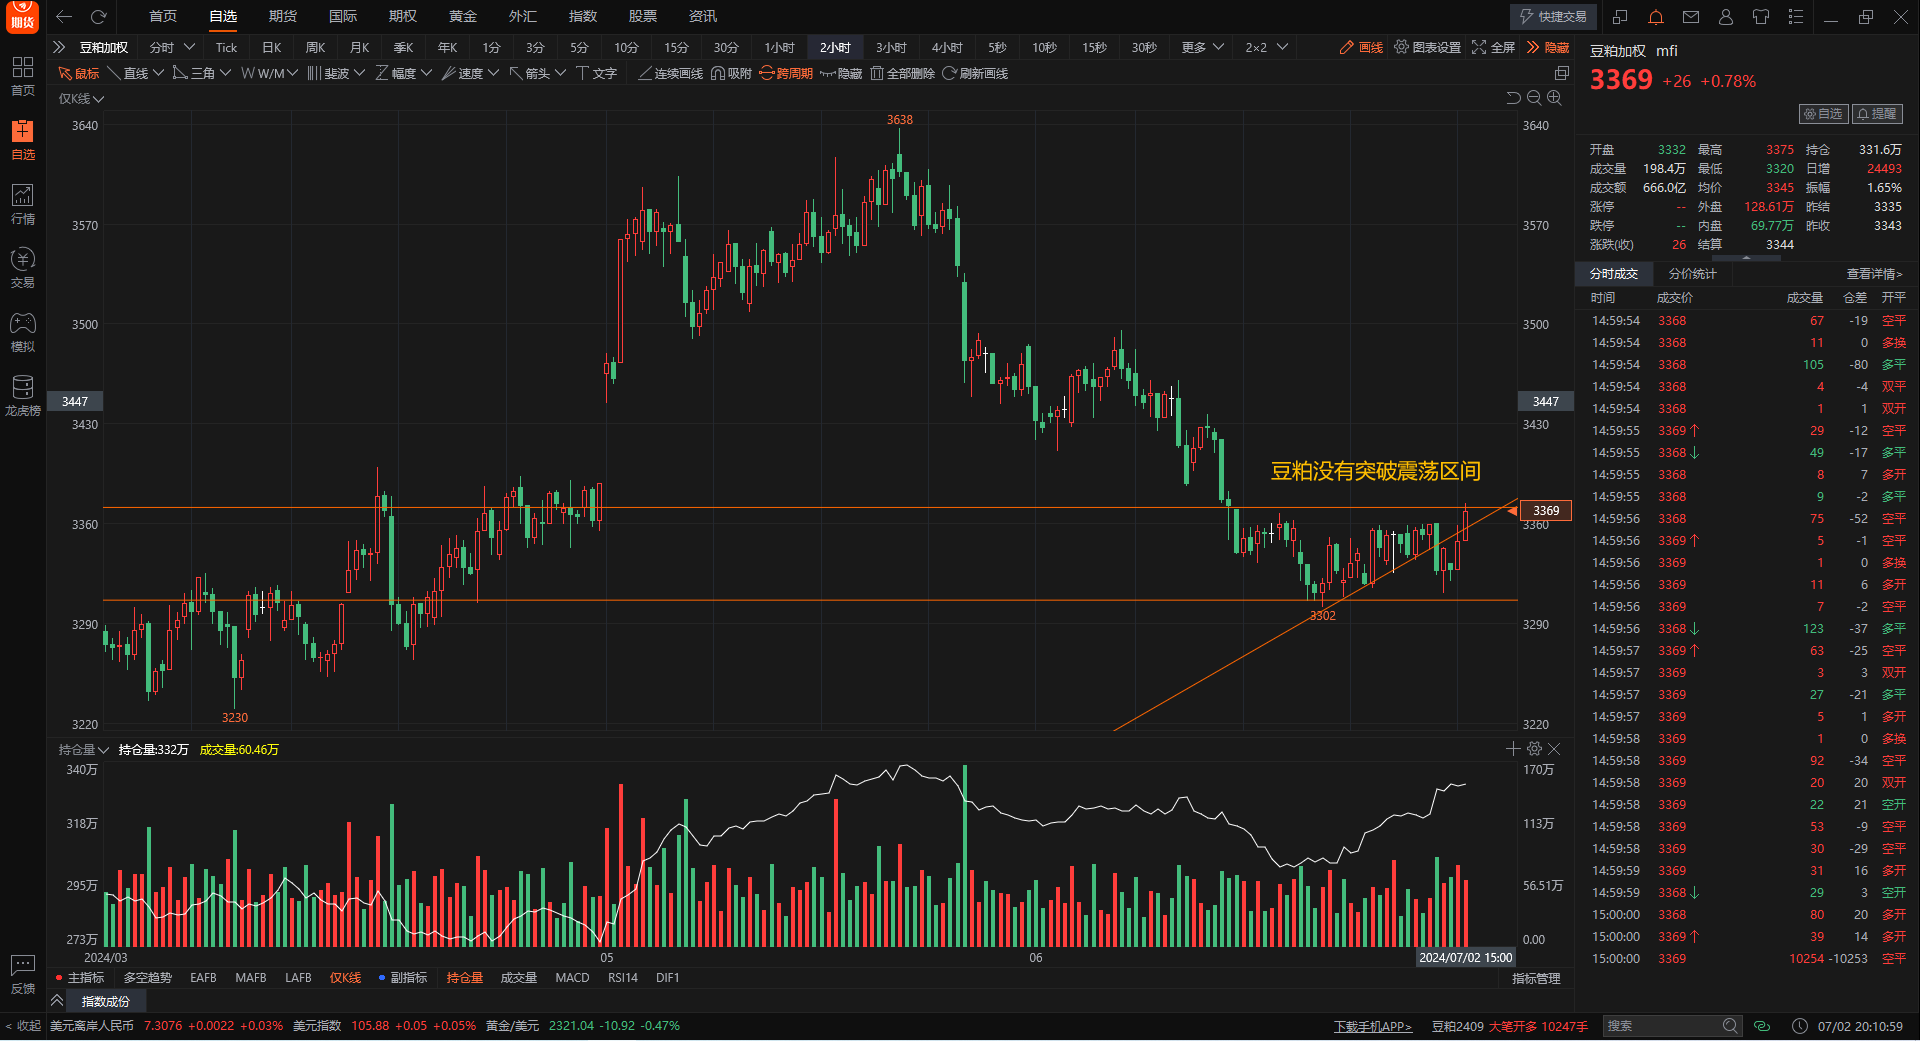 期货 首页 自选 期货 国际 期权 黄金 外汇 指数 股票 资讯 快捷交易
豆粕加权 分时 Tick 日K 周K 月K 季K 年K 1分 3分 5分 10分 15分 30分 1小时 2小时 3小时 4小时 5秒 10秒 15秒 30秒 更多 2×2 画线 图表设置 全屏 隐藏
鼠标 直线 三角 W/M 斐波 幅度 速度 箭头 文字 连续画线 吸附 跨周期 隐藏 全部删除 刷新画线
首页
自选
行情
交易
模拟
龙虎榜
反馈
< 收起
仅K线
3640 3638 3640
3570 3570
3500 3500
3447 3447
3430 3430
豆粕没有突破震荡区间
3369
3360 3360
3302
3290 3290
3230
3220 3220
持仓量 持仓量:332万 成交量:60.46万
340万 170万
318万 113万
295万 56.51万
273万 0.00
2024/03 05 06 2024/07/02 15:00
主指标 多空趋势 EAFB MAFB LAFB 仅K线 副指标 持仓量 成交量 MACD RSI14 DIF1 指标管理
指数成份
豆粕加权 mfi
3369 +26 +0.78%
自选 提醒
开盘 3332 最高 3375 持仓 331.6万
成交量 198.4万 最低 3320 日增 24493
成交额 666.0亿 均价 3345 振幅 1.65%
涨停 -- 外盘 128.61万 昨结 3335
跌停 -- 内盘 69.77万 昨收 3343
涨跌(收) 26 结算 3344
分时成交 分价统计 查看详情>
时间 成交价 成交量 仓差 开平
14:59:54 3368 67 -19 空平
14:59:54 3368 11 0 多换
14:59:54 3368 105 -80 多平
14:59:54 3368 4 -4 双平
14:59:54 3368 1 1 双开
14:59:55 3369↑ 29 -12 空平
14:59:55 3368↓ 49 -17 多平
14:59:55 3368 8 7 多开
14:59:55 3368 9 -2 多平
14:59:56 3368 75 -52 空平
14:59:56 3369↑ 5 -1 空平
14:59:56 3369 1 0 多换
14:59:56 3369 11 6 多开
14:59:56 3369 7 -2 空平
14:59:56 3368↓ 123 -37 多平
14:59:57 3369↑ 63 -25 空平
14:59:57 3369 3 3 双开
14:59:57 3369 27 -21 多平
14:59:57 3369 5 1 多开
14:59:58 3369 1 0 多换
14:59:58 3369 92 -34 空平
14:59:58 3369 20 20 双开
14:59:58 3369 22 21 空开
14:59:58 3369 53 -9 空平
14:59:58 3369 30 -29 空平
14:59:59 3369 31 16 多开
14:59:59 3368↓ 29 3 空开
15:00:00 3368 80 20 多开
15:00:00 3369↑ 39 14 多开
15:00:00 3369 10254 -10253 空平
美元离岸人民币 7.3076 +0.0022 +0.03% 美元指数 105.88 +0.05 +0.05% 黄金/美元 2321.04 -10.92 -0.47% 下载手机APP> 豆粕2409 大笔开多 10247手 搜索 07/02 20:10:59